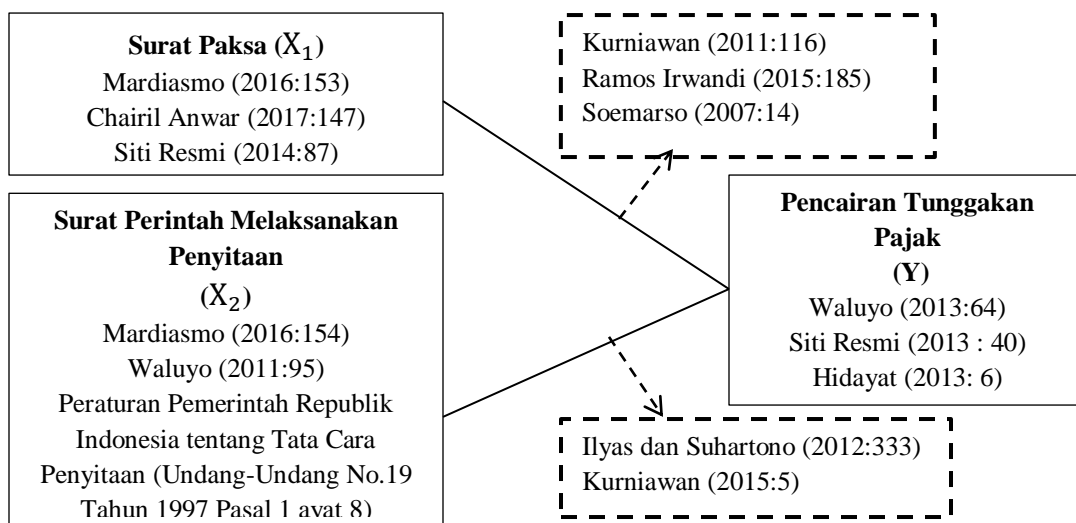 Surat Paksa (X₁)
Mardiasmo (2016:153)
Chairil Anwar (2017:147)
Siti Resmi (2014:87)
Kurniawan (2011:116)
Ramos Irwandi (2015:185)
Soemarso (2007:14)
Surat Perintah Melaksanakan
Penyitaan
(X₂)
Mardiasmo (2016:154)
Waluyo (2011:95)
Peraturan Pemerintah Republik
Indonesia tentang Tata Cara
Penyitaan (Undang-Undang No.19
Tahun 1997 Pasal 1 ayat 8)
Pencairan Tunggakan
Pajak
(Y)
Waluyo (2013:64)
Siti Resmi (2013 : 40)
Hidayat (2013: 6)
Ilyas dan Suhartono (2012:333)
Kurniawan (2015:5)